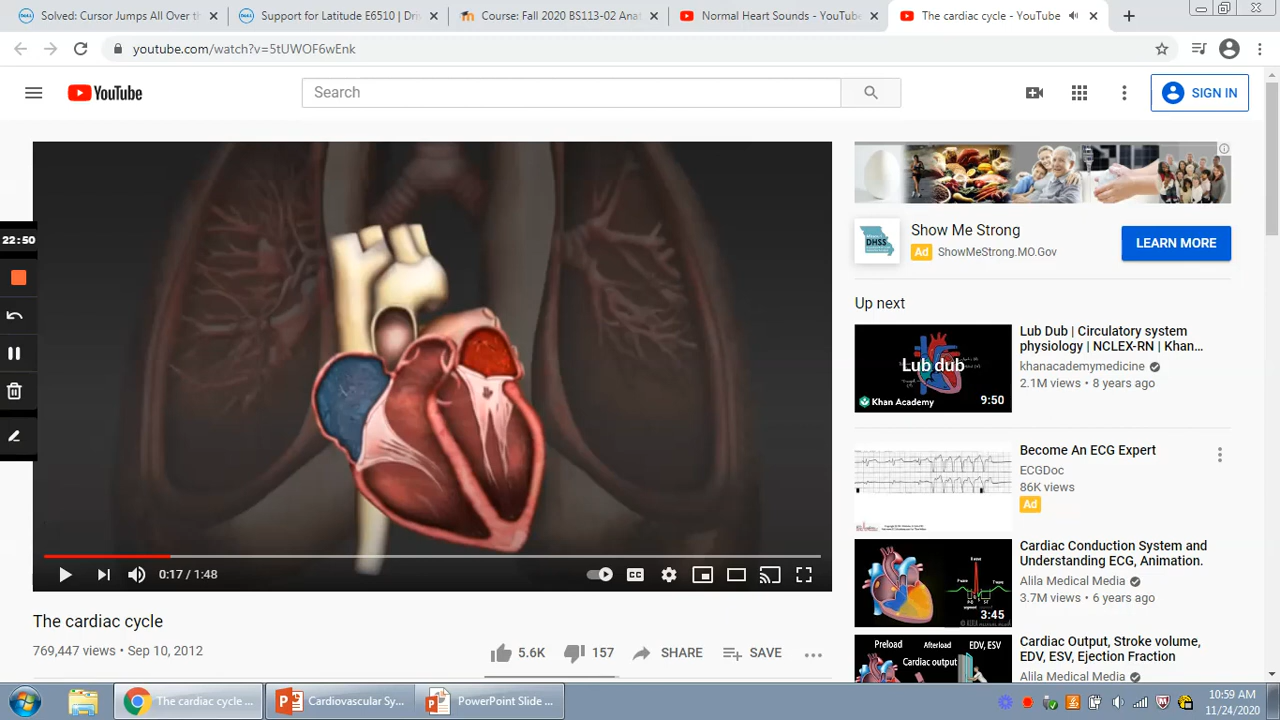 Solved: Cursor Jumps All Over th
Support for Latitude E6510 | Dri
Course: Fall 2020 BS113-02 Ana
Normal Heart Sounds - YouTube
The cardiac cycle - YouTube
youtube.com/watch?v=5tUWOF6wEnk
YouTube
Search
SIGN IN
22:50
Show Me Strong
Ad ShowMeStrong.MO.Gov
LEARN MORE
DHSS
Up next
Lub dub
Khan Academy
9:50
Lub Dub | Circulatory system
physiology | NCLEX-RN | Khan...
khanacademymedicine
2.1M views • 8 years ago
Become An ECG Expert
ECGDoc
86K views
Ad
0:17 / 1:48
CC
Cardiac Conduction System and
Understanding ECG, Animation.
Alila Medical Media
3.7M views • 6 years ago
3:45
The cardiac cycle
769,447 views • Sep 10, 2012
5.6K
157
SHARE
SAVE
Preload
Afterload
EDV, ESV
Cardiac output
Cardiac Output, Stroke volume,
EDV, ESV, Ejection Fraction
Alila Medical Media
The cardiac cycle ...
Cardiovascular Sy...
PowerPoint Slide ...
10:59 AM
11/24/2020